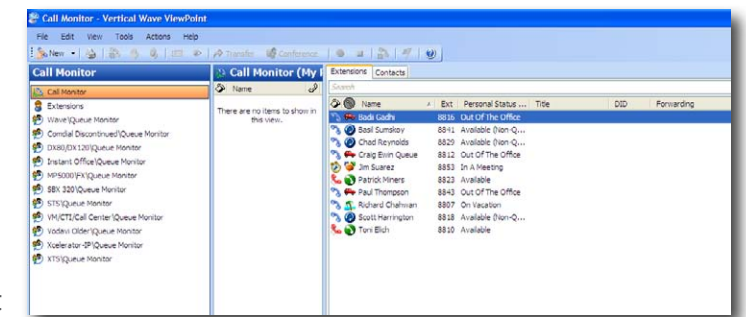 Call Monitor - Vertical Wave ViewPoint
File Edit View Tools Actions Help
New Transfer Conference
Call Monitor
Call Monitor
Extensions
Wave\Queue Monitor
Comdial Discontinued\Queue Monitor
DX80/DX120\Queue Monitor
Instant Office\Queue Monitor
MP5000\FX\Queue Monitor
SBX 320\Queue Monitor
STS\Queue Monitor
VM/CTI/Call Center\Queue Monitor
Vodavi Older\Queue Monitor
Xcelerator-IP\Queue Monitor
XTS\Queue Monitor
Call Monitor (My
Name
There are no items to show in
this view.
Extensions Contacts
Search
Name Ext Personal Status ... Title DID Forwarding
Badi Gadhi 8816 Out Of The Office
Basil Sumskoy 8841 Available (Non-Q...
Chad Reynolds 8829 Available (Non-Q...
Craig Ewin Queue 8812 Out Of The Office
Jim Suarez 8853 In A Meeting
Patrick Miners 8823 Available
Paul Thompson 8843 Out Of The Office
Richard Chahwan 8807 On Vacation
Scott Harrington 8818 Available (Non-Q...
Toni Elich 8810 Available